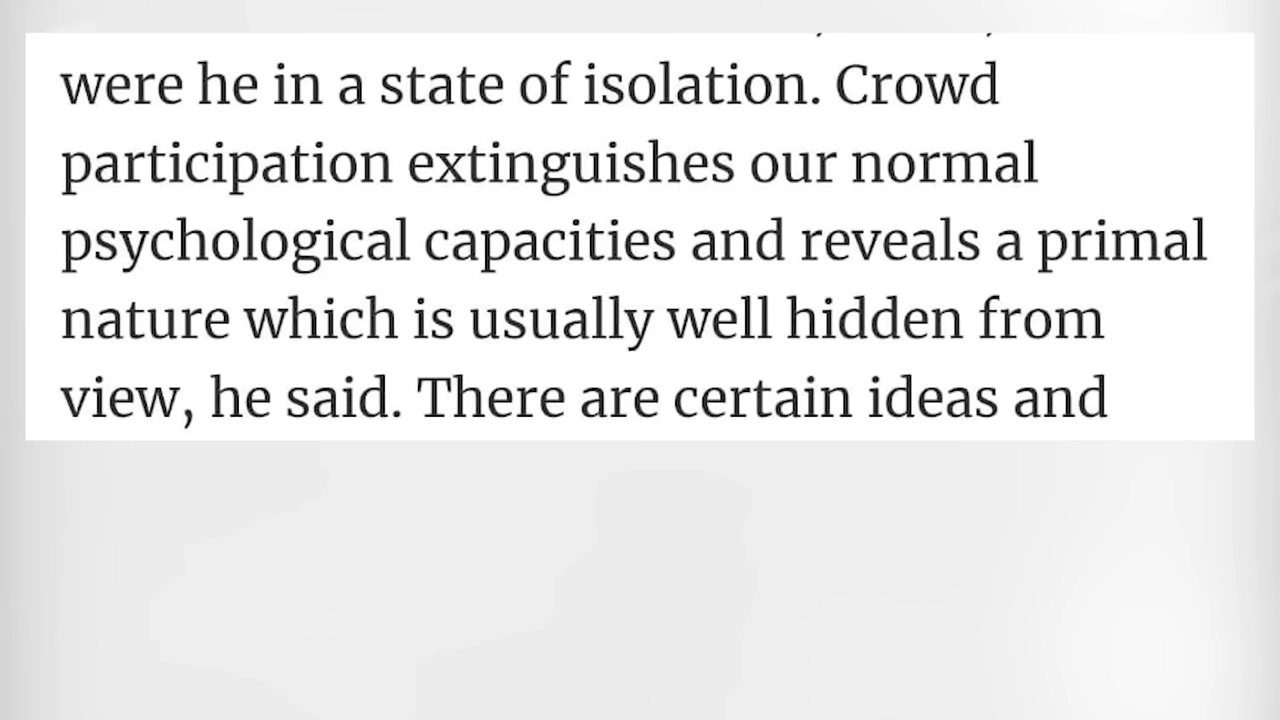 were he in a state of isolation. Crowd
participation extinguishes our normal
psychological capacities and reveals a primal
nature which is usually well hidden from
view, he said. There are certain ideas and